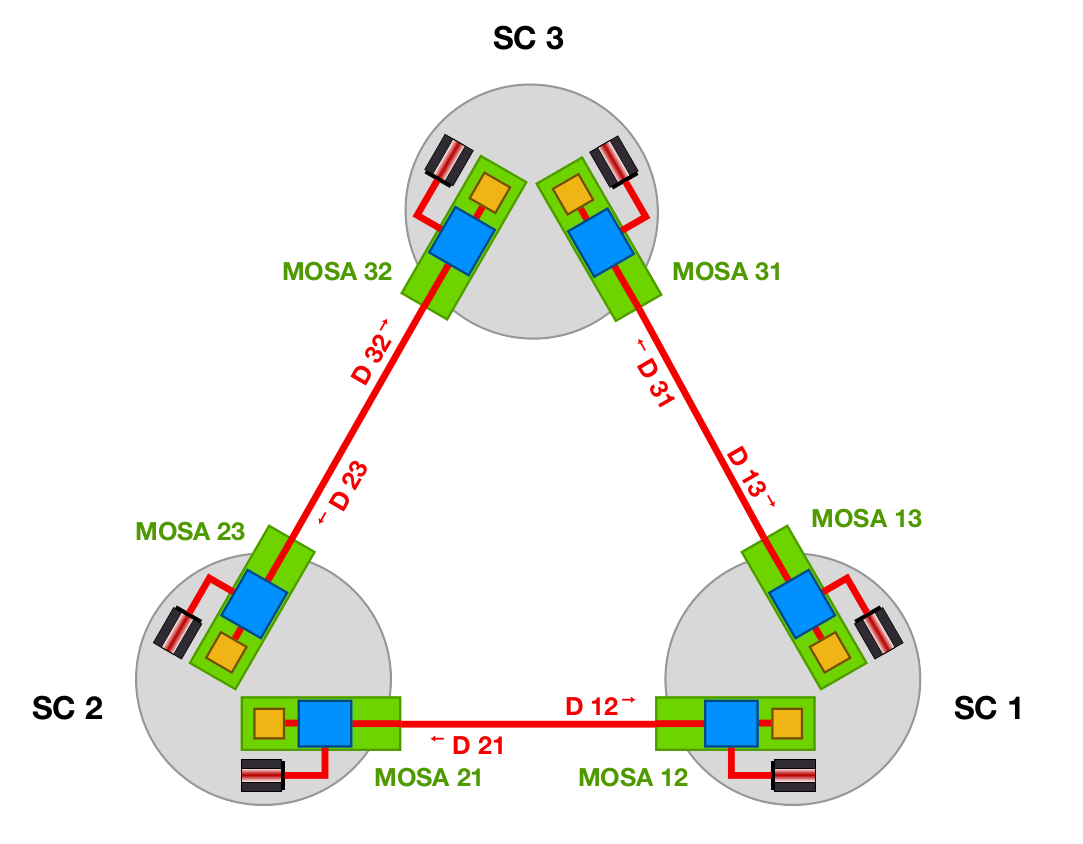 SC 3
MOSA 32
MOSA 31
D 32→
← D 31
← D 23
D 13→
MOSA 23
MOSA 13
SC 2
SC 1
D 12→
← D 21
MOSA 21
MOSA 12